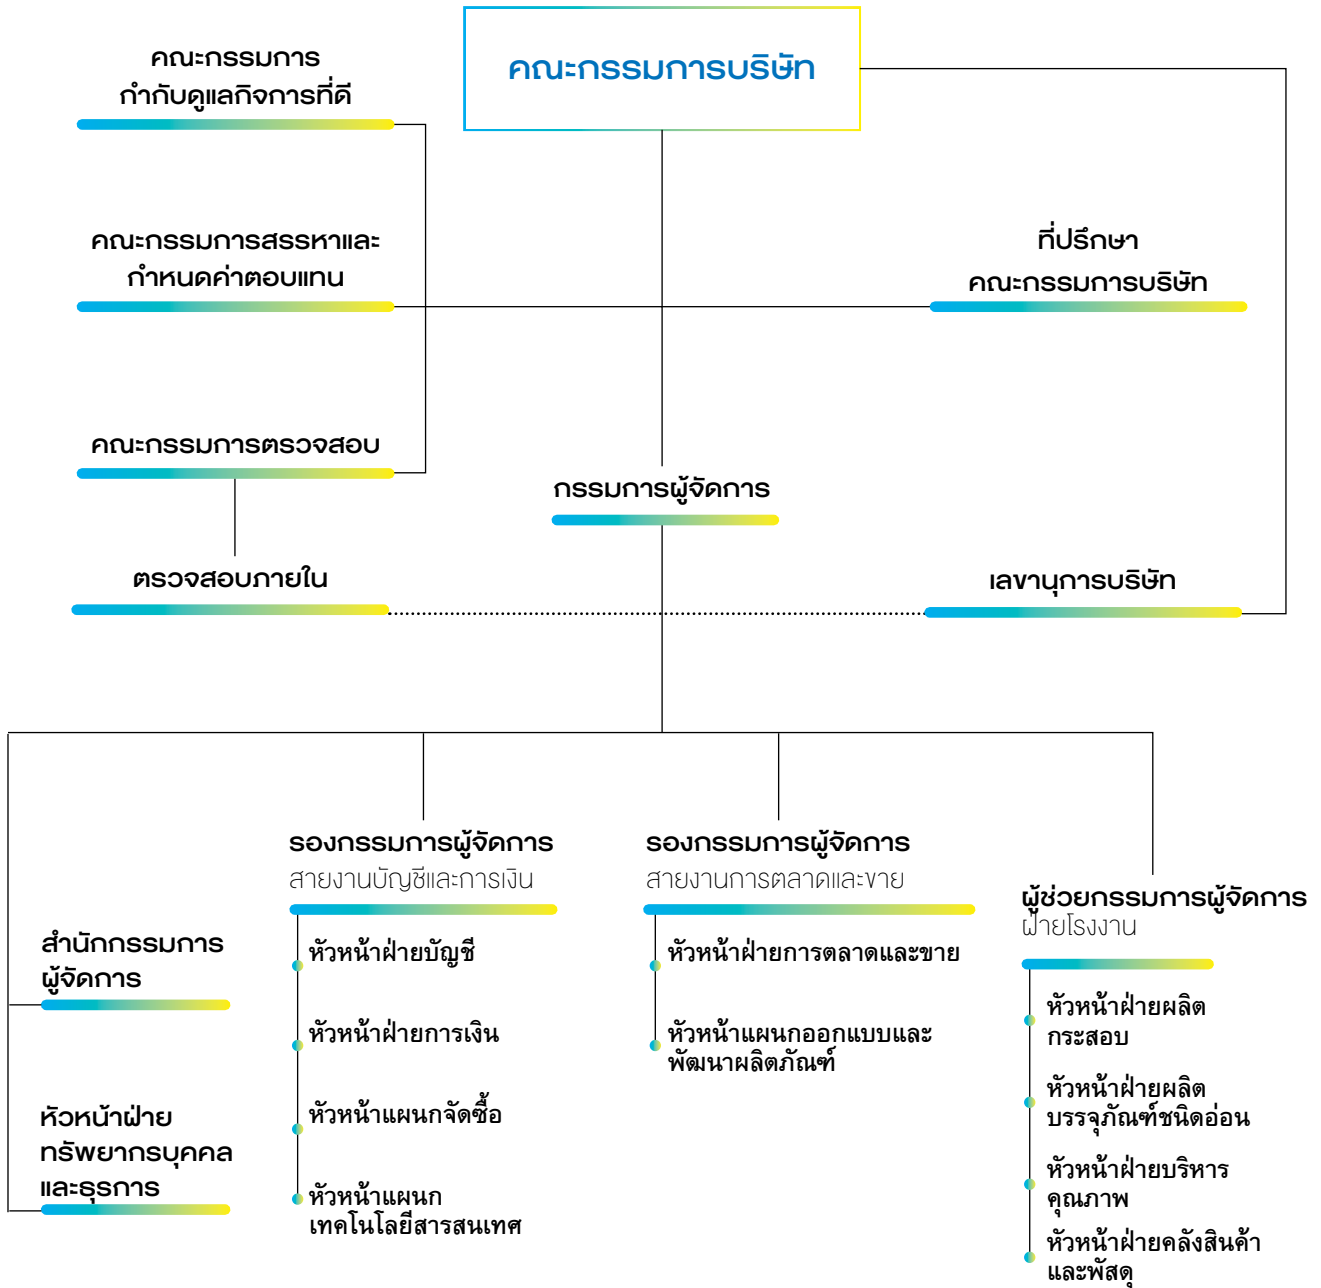 คณะกรรมการบริษัท
คณะกรรมการ
กำกับดูแลกิจการที่ดี
คณะกรรมการสรรหาและ
กำหนดค่าตอบแทน
ที่ปรึกษา
คณะกรรมการบริษัท
คณะกรรมการตรวจสอบ
กรรมการผู้จัดการ
ตรวจสอบภายใน
เลขานุการบริษัท
สำนักกรรมการ
ผู้จัดการ
หัวหน้าฝ่าย
ทรัพยากรบุคคล
และธุรการ
รองกรรมการผู้จัดการ
สายงานบัญชีและการเงิน
หัวหน้าฝ่ายบัญชี
หัวหน้าฝ่ายการเงิน
หัวหน้าแผนกจัดซื้อ
หัวหน้าแผนก
เทคโนโลยีสารสนเทศ
รองกรรมการผู้จัดการ
สายงานการตลาดและขาย
หัวหน้าฝ่ายการตลาดและขาย
หัวหน้าแผนกออกแบบและ
พัฒนาผลิตภัณฑ์
ผู้ช่วยกรรมการผู้จัดการ
ฝ่ายโรงงาน
หัวหน้าฝ่ายผลิต
กระสอบ
หัวหน้าฝ่ายผลิต
บรรจุภัณฑ์ชนิดอ่อน
หัวหน้าฝ่ายบริหาร
คุณภาพ
หัวหน้าฝ่ายคลังสินค้า
และพัสดุ